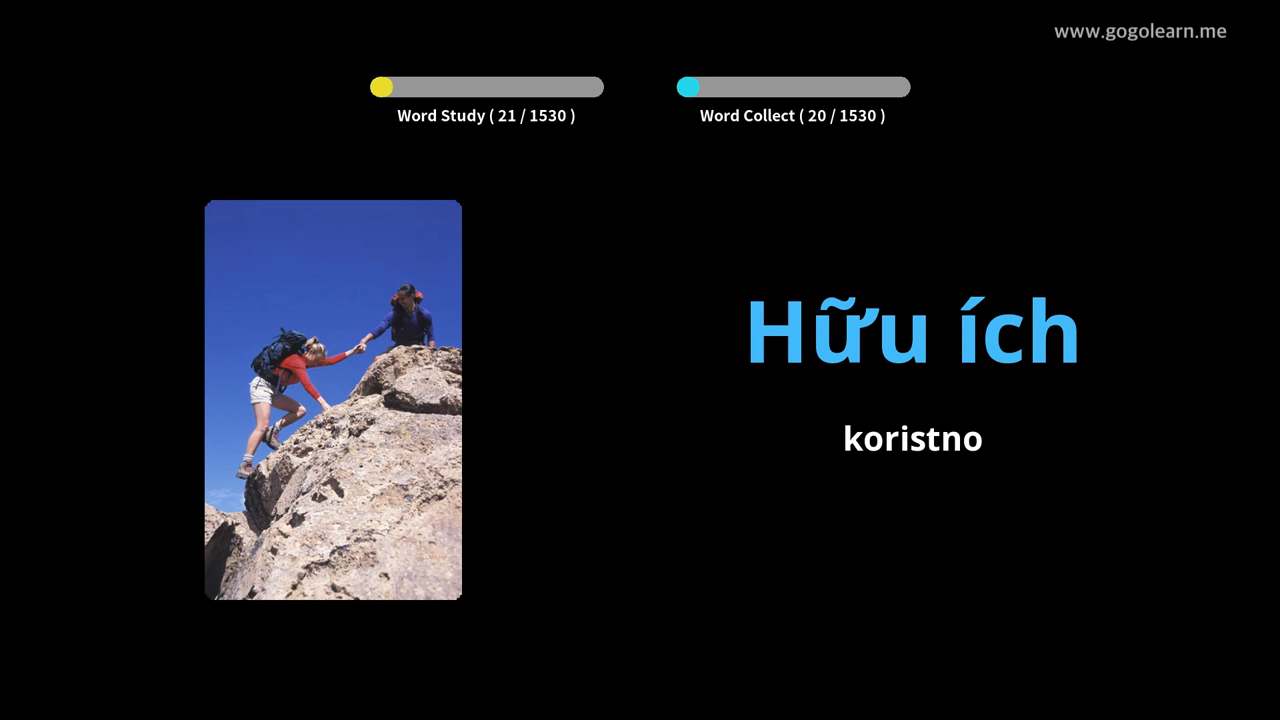 www.gogolearn.me
Word Study ( 21 / 1530 )
Word Collect ( 20 / 1530 )
Hữu ích
koristno